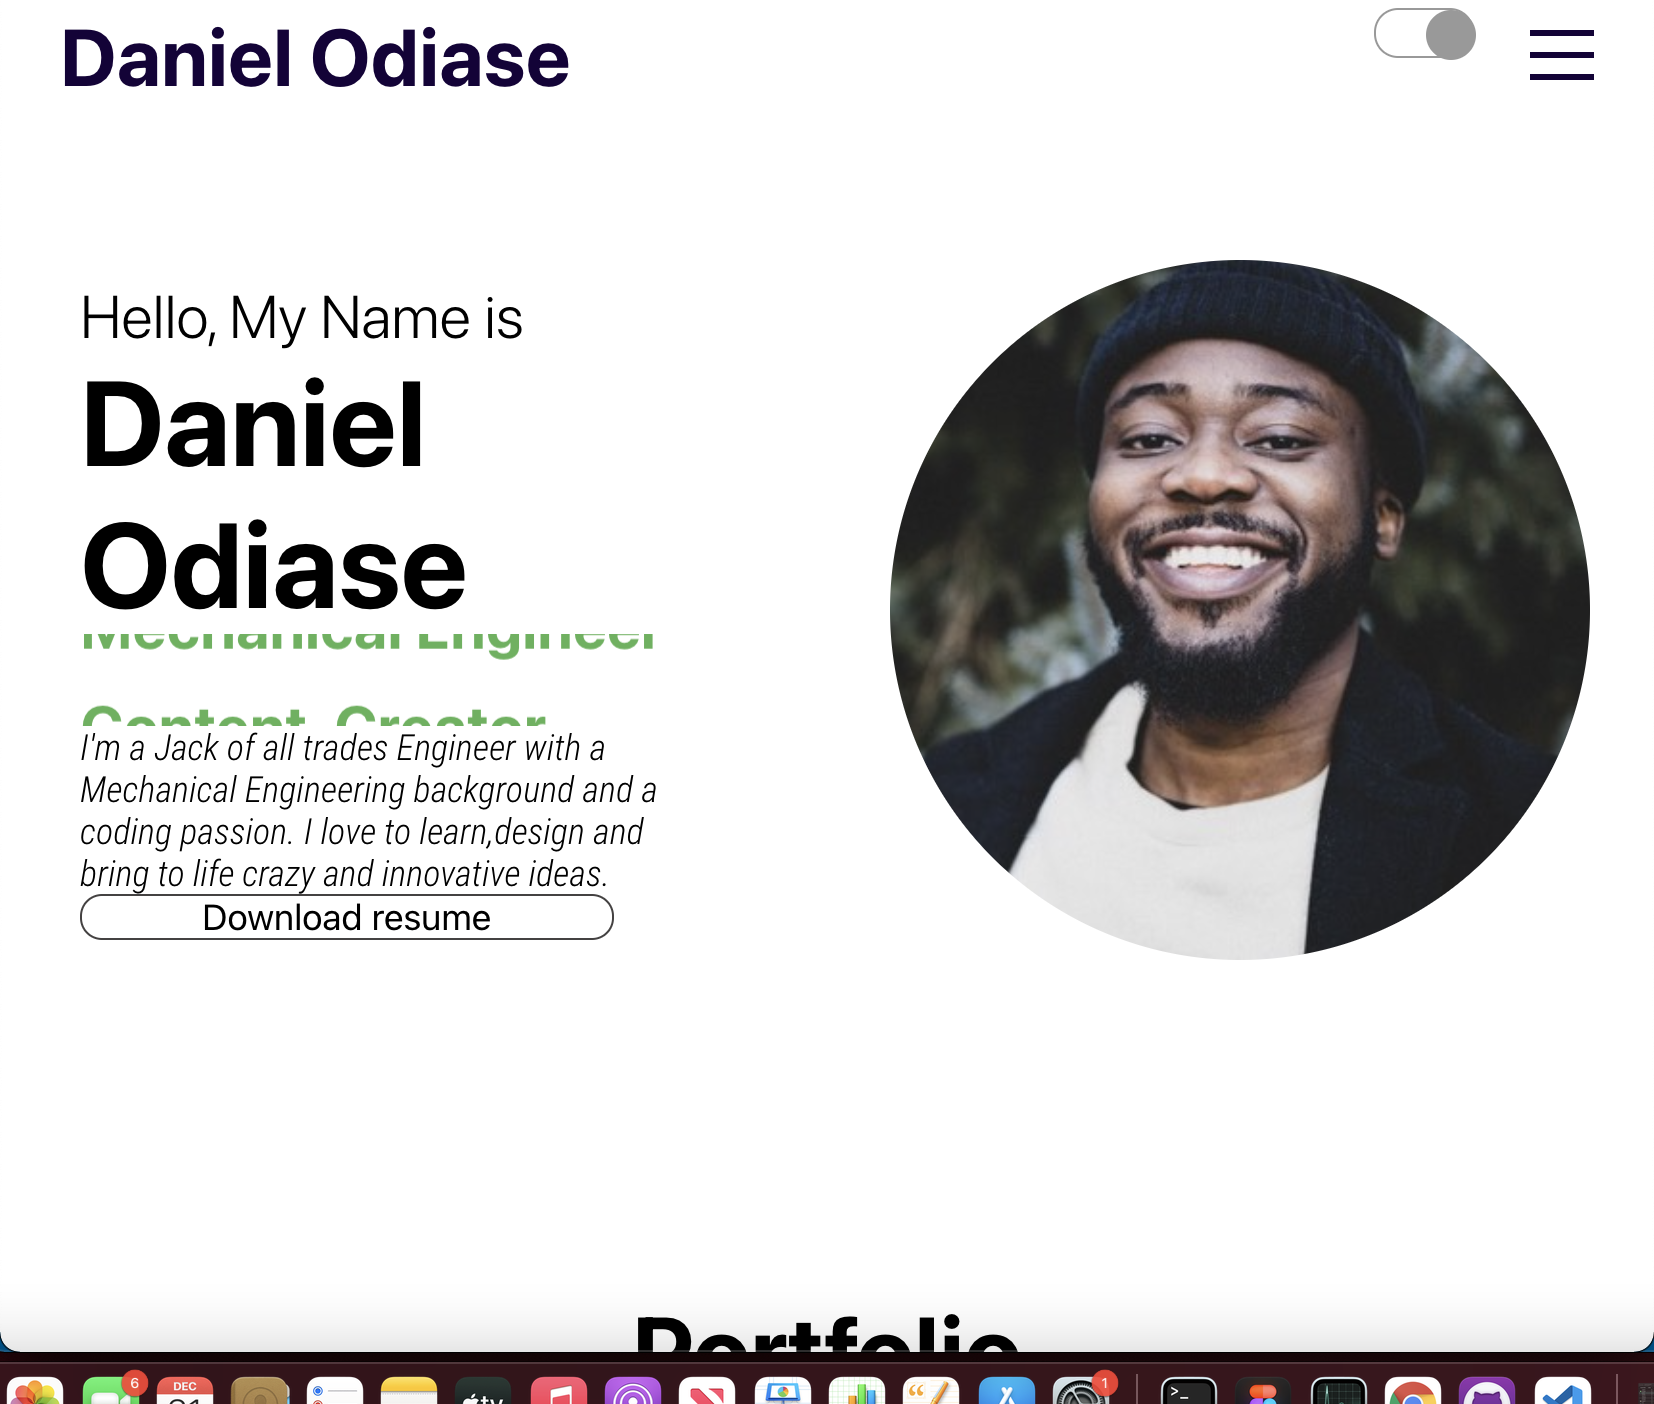 Daniel Odiase
Hello, My Name is
Daniel
Odiase
Mechanical Engineer
Content Creator
I'm a Jack of all trades Engineer with a
Mechanical Engineering background and a
coding passion. I love to learn,design and
bring to life crazy and innovative ideas.
Download resume
Portfolio
6
DEC
tv
1
>_